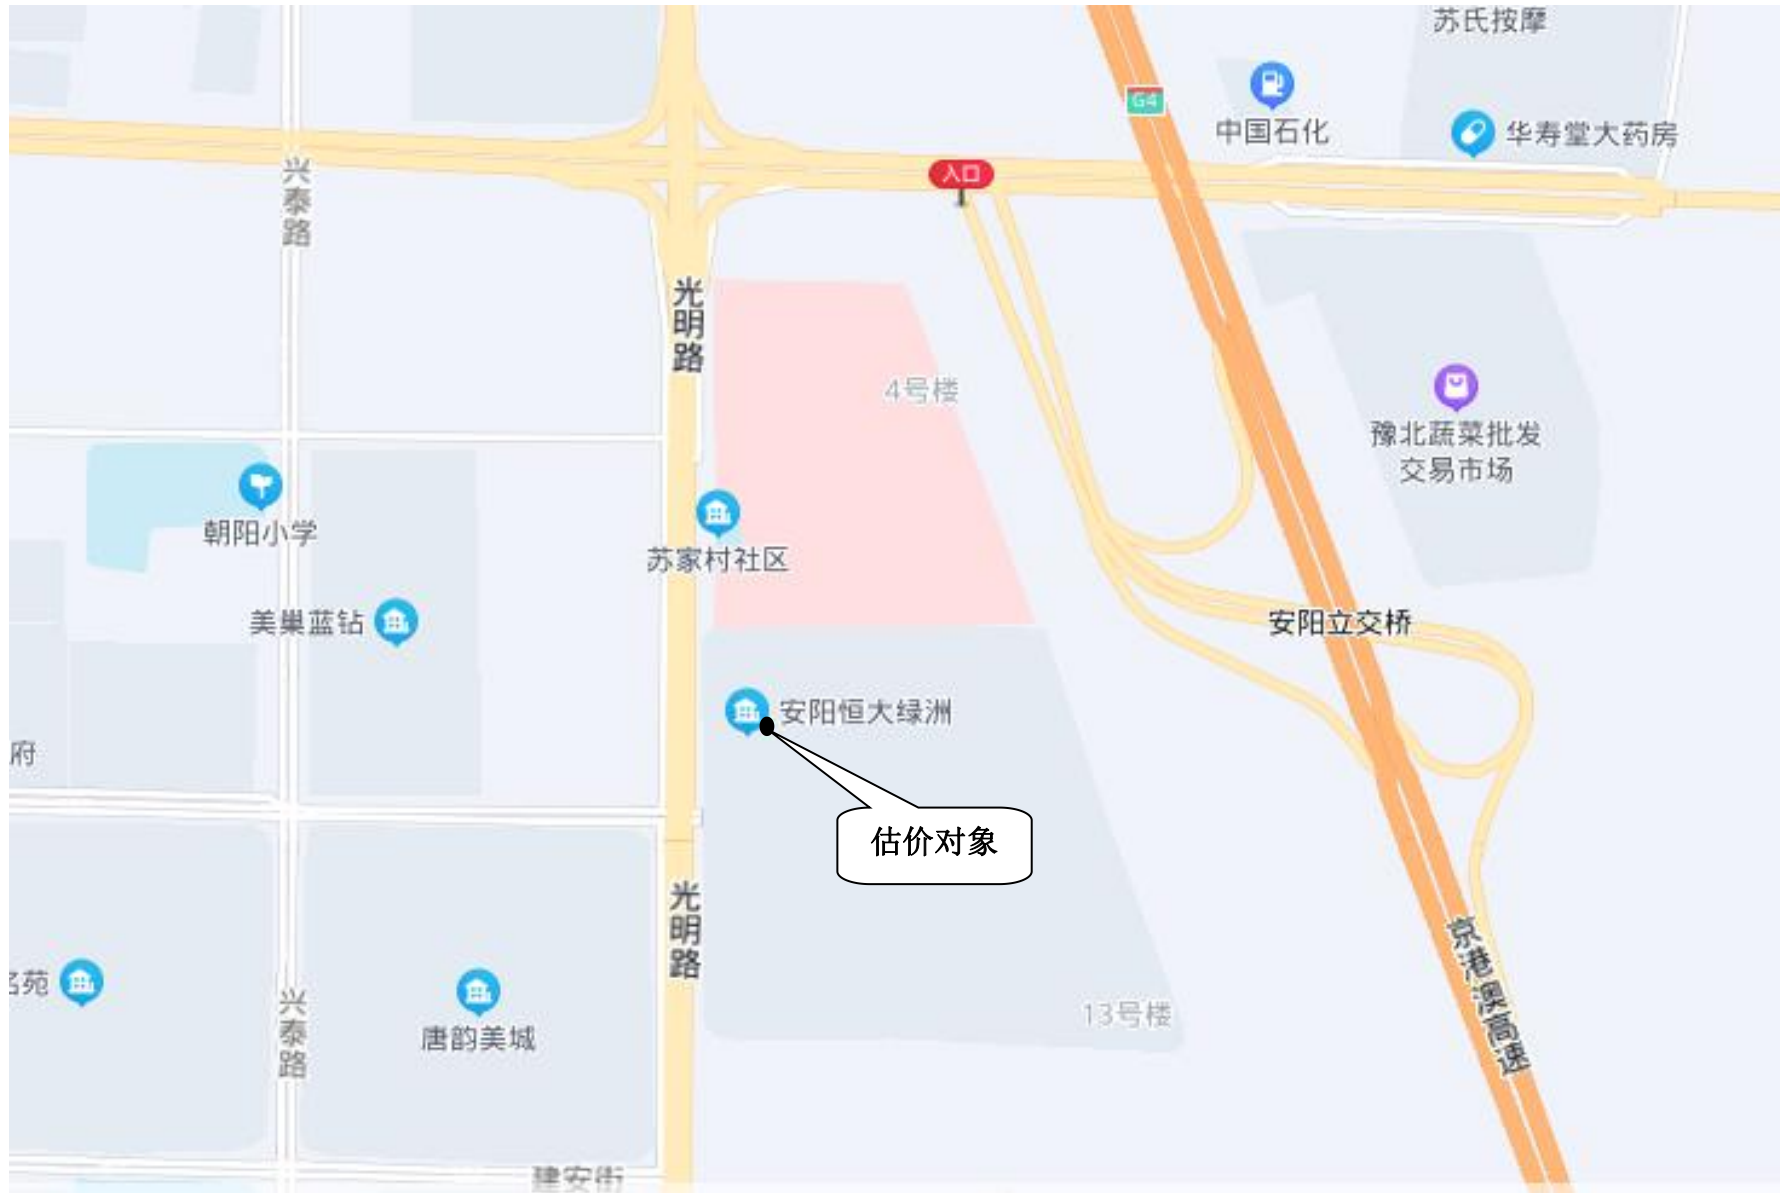 苏氏按摩
G4
中国石化
华寿堂大药房
兴泰路
入口
光明路
4号楼
豫北蔬菜批发
交易市场
朝阳小学
苏家村社区
美巢蓝钻
安阳立交桥
安阳恒大绿洲
府
估价对象
光明路
京港澳高速
名苑
兴泰路
唐韵美城
13号楼
建安街